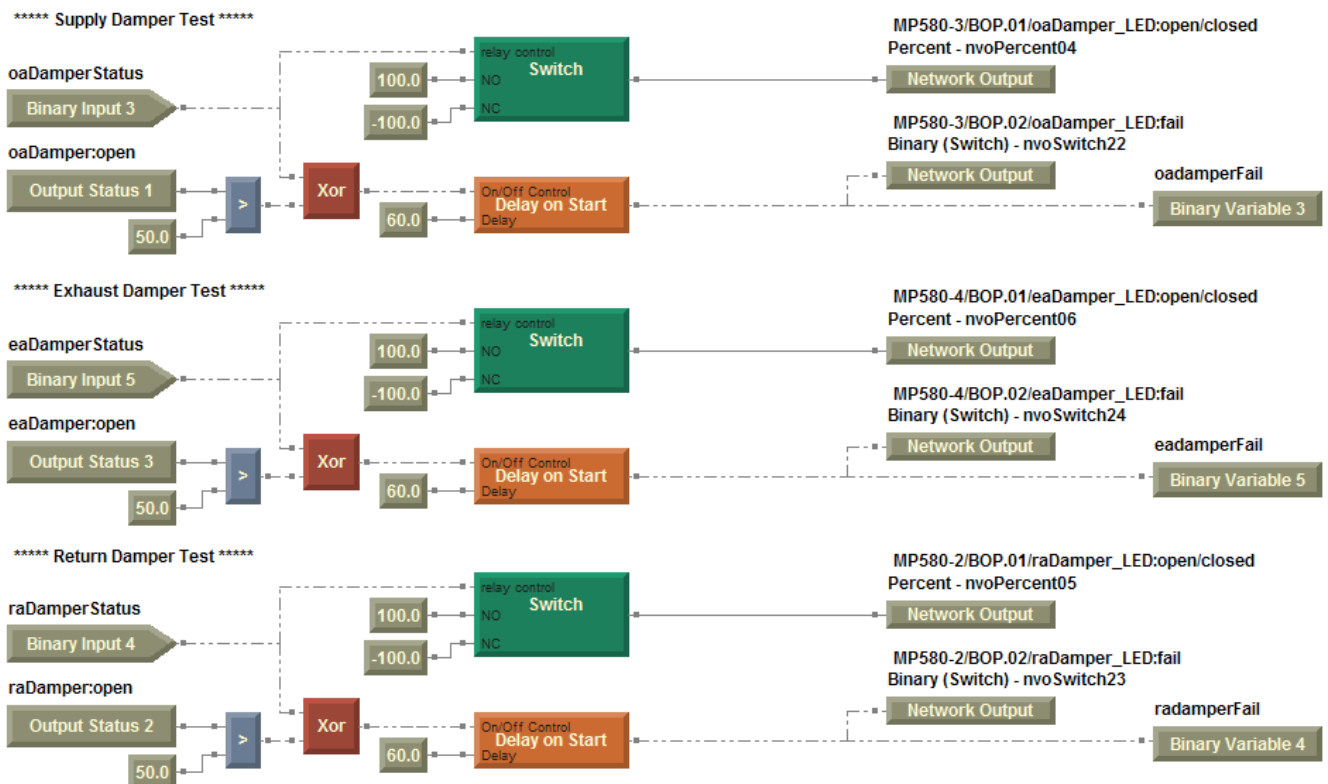 ***** Supply Damper Test *****
MP580-3/BOP.01/oaDamper_LED:open/closed
Percent - nvoPercent04
relay control
Switch
oaDamperStatus
100.0
NO
Network Output
Binary Input 3
-100.0
NC
MP580-3/BOP.02/oaDamper_LED:fail
Binary (Switch) - nvoSwitch22
oaDamper:open
Network Output
oadamperFail
Output Status 1
>
Xor
On/Off Control
Delay on Start
60.0
Delay
Binary Variable 3
50.0
***** Exhaust Damper Test *****
MP580-4/BOP.01/eaDamper_LED:open/closed
Percent - nvoPercent06
relay control
Switch
eaDamperStatus
100.0
NO
Network Output
Binary Input 5
-100.0
NC
MP580-4/BOP.02/eaDamper_LED:fail
Binary (Switch) - nvoSwitch24
eaDamper:open
Network Output
eadamperFail
Output Status 3
>
Xor
On/Off Control
Delay on Start
60.0
Delay
Binary Variable 5
50.0
***** Return Damper Test *****
MP580-2/BOP.01/raDamper_LED:open/closed
Percent - nvoPercent05
relay control
Switch
raDamperStatus
100.0
NO
Network Output
Binary Input 4
-100.0
NC
MP580-2/BOP.02/raDamper_LED:fail
Binary (Switch) - nvoSwitch23
raDamper:open
Network Output
radamperFail
Output Status 2
>
Xor
On/Off Control
Delay on Start
60.0
Delay
Binary Variable 4
50.0